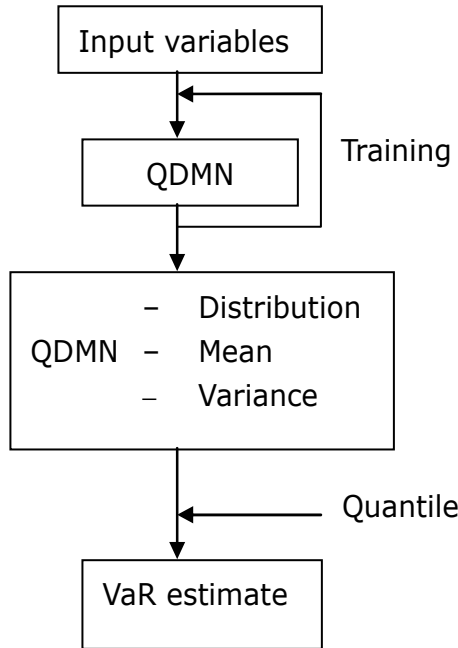 Input variables
Training
QDMN
– Distribution
QDMN – Mean
– Variance
Quantile
VaR estimate